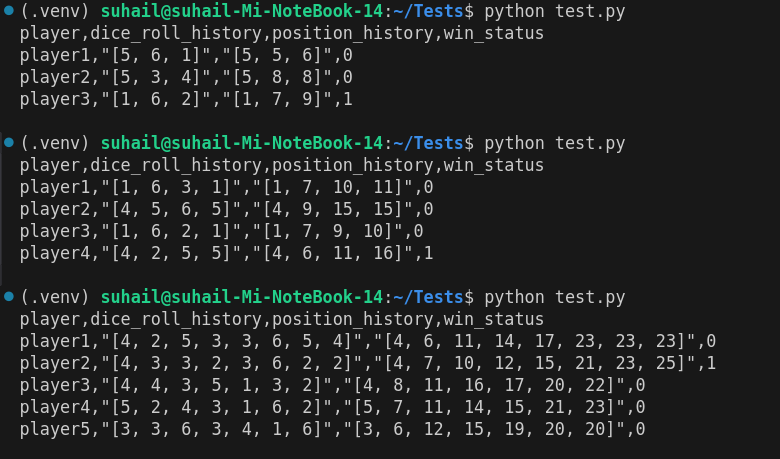 (.venv) suhail@suhail-Mi-NoteBook-14:~/Tests$ python test.py
player,dice_roll_history,position_history,win_status
player1,"[5, 6, 1]","[5, 5, 6]",0
player2,"[5, 3, 4]","[5, 8, 8]",0
player3,"[1, 6, 2]","[1, 7, 9]",1
(.venv) suhail@suhail-Mi-NoteBook-14:~/Tests$ python test.py
player,dice_roll_history,position_history,win_status
player1,"[1, 6, 3, 1]","[1, 7, 10, 11]",0
player2,"[4, 5, 6, 5]","[4, 9, 15, 15]",0
player3,"[1, 6, 2, 1]","[1, 7, 9, 10]",0
player4,"[4, 2, 5, 5]","[4, 6, 11, 16]",1
(.venv) suhail@suhail-Mi-NoteBook-14:~/Tests$ python test.py
player,dice_roll_history,position_history,win_status
player1,"[4, 2, 5, 3, 3, 6, 5, 4]","[4, 6, 11, 14, 17, 23, 23, 23]",0
player2,"[4, 3, 3, 2, 3, 6, 2, 2]","[4, 7, 10, 12, 15, 21, 23, 25]",1
player3,"[4, 4, 3, 5, 1, 3, 2]","[4, 8, 11, 16, 17, 20, 22]",0
player4,"[5, 2, 4, 3, 1, 6, 2]","[5, 7, 11, 14, 15, 21, 23]",0
player5,"[3, 3, 6, 3, 4, 1, 6]","[3, 6, 12, 15, 19, 20, 20]",0